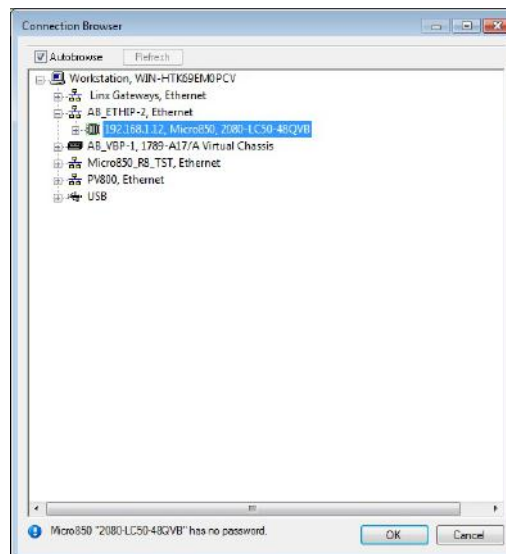 Connection Browser
Autobrowse
Refresh
Workstation, WIN-HTK69EM0PCV
Linx Gateways, Ethernet
AB_ETHIP-2, Ethernet
192.168.1.12, Micro850, 2080-LC50-48QVB
AB_VBP-1, 1789-A17/A Virtual Chassis
Micro850_R8_TST, Ethernet
PV800, Ethernet
USB
Micro850 "2080-LC50-48QVB" has no password.
OK
Cancel